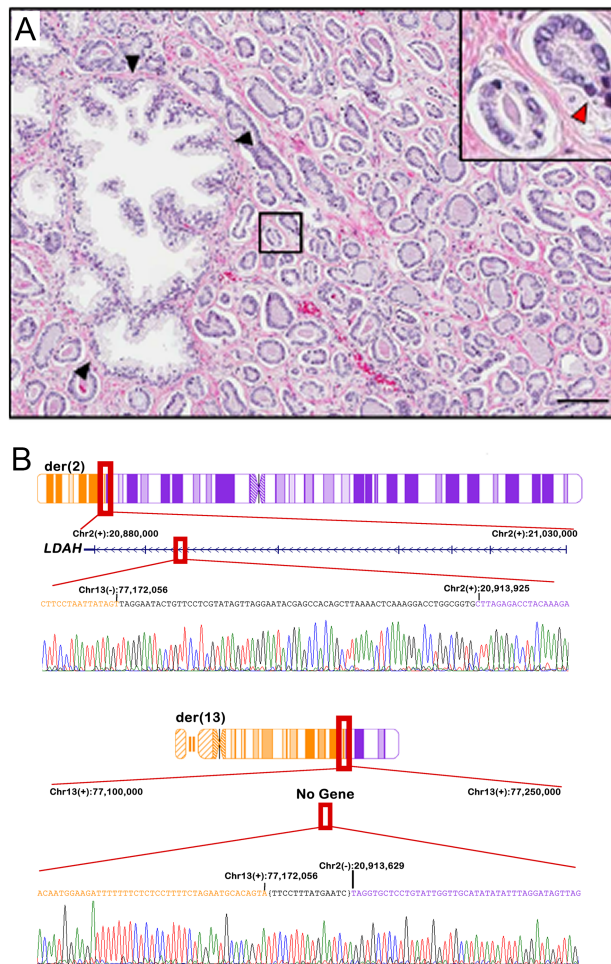 A
B
der(2)
Chr2(+):20,880,000 Chr2(+):21,030,000
LDAH
Chr13(-):77,172,056 Chr2(+):20,913,925
CTTCCTAATTATAGTTAGGAATACTGTTCCTCGTATAGTTAGGAATACGAGCCACAGCTTAAAACTCAAAGGACCTGGCGGTGCTTAGAGACCTACAAAGA
der(13)
Chr13(+):77,100,000 Chr13(+):77,250,000
No Gene
Chr13(+):77,172,056 Chr2(-):20,913,629
ACAATGGAAGATTTTTTTCTCTCCTTTTCTAGAATGCACAGTA(TTCCTTTATGAATC)TAGGTGCTCCTGTATTGGTTGCATATATATTTAGGATAGTTAG